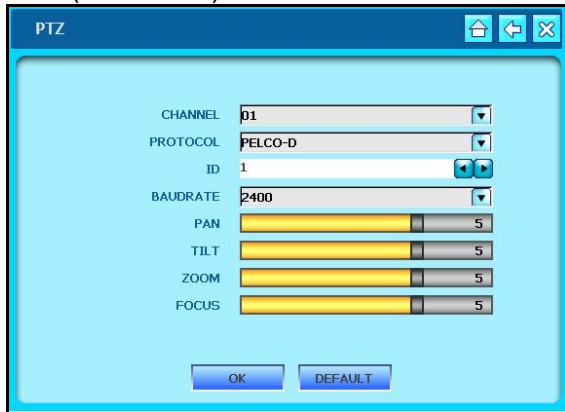 PTZ
CHANNEL 01
PROTOCOL PELCO-D
ID 1
BAUDRATE 2400
PAN 5
TILT 5
ZOOM 5
FOCUS 5
OK DEFAULT